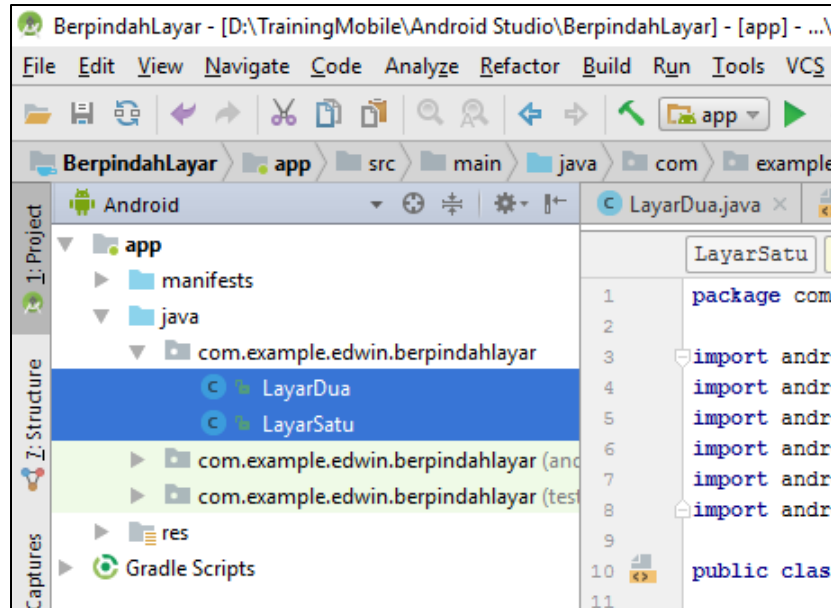 BerpindahLayar - [D:\TrainingMobile\Android Studio\BerpindahLayar] - [app] - ...\
File Edit View Navigate Code Analyze Refactor Build Run Tools VCS
app
BerpindahLayar app src main java com example
1: Project
7: Structure
Captures
Android
app
manifests
java
com.example.edwin.berpindahlayar
LayarDua
LayarSatu
com.example.edwin.berpindahlayar (and
com.example.edwin.berpindahlayar (test
res
Gradle Scripts
LayarDua.java
LayarSatu
1 package com
2
3 import andr
4 import andr
5 import andr
6 import andr
7 import andr
8 import andr
9
10 public clas
11